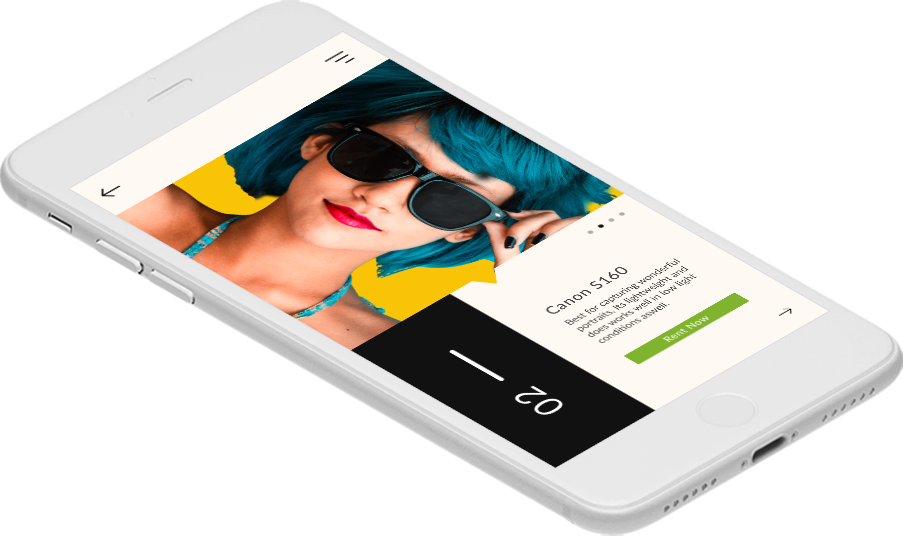 Canon S160
Best for capturing wonderful
portraits, its lightweight and
does works well in low light
conditions aswell.
Rent Now
02